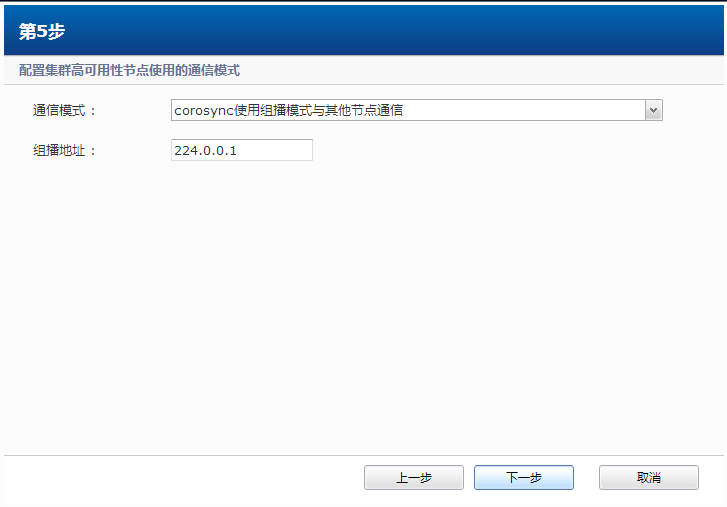 第5步
配置集群高可用性节点使用的通信模式
通信模式：
corosync使用组播模式与其他节点通信
组播地址：
224.0.0.1
上一步
下一步
取消